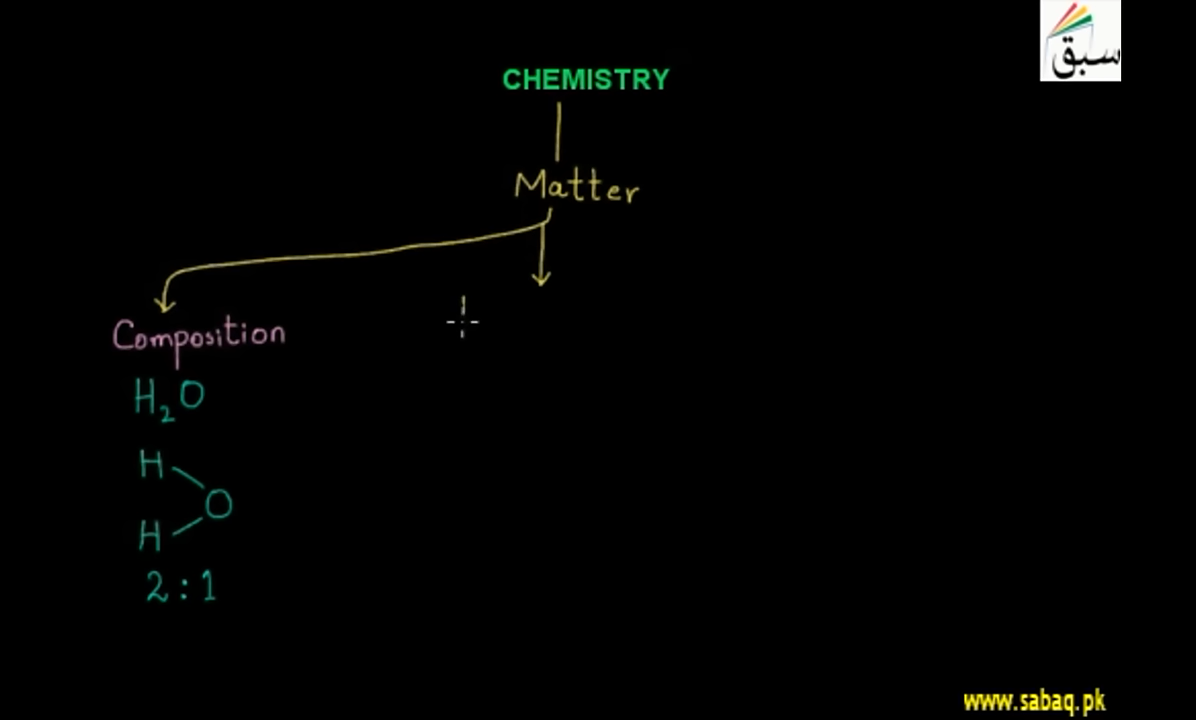 سبق
CHEMISTRY
Matter
Composition
H₂O
H
O
H
2 : 1
www.sabaq.pk